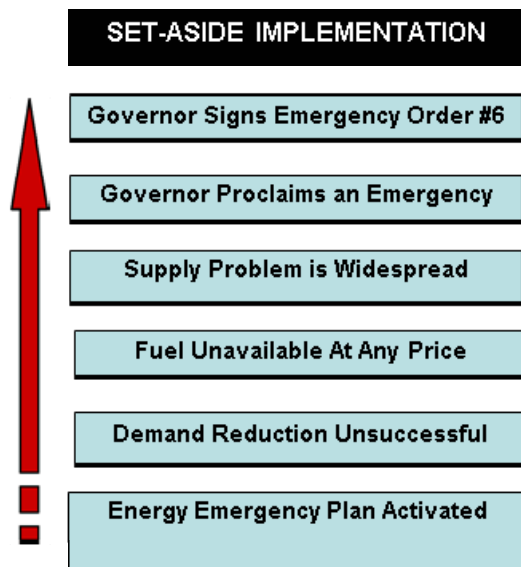 SET-ASIDE IMPLEMENTATION
Governor Signs Emergency Order #6
Governor Proclaims an Emergency
Supply Problem is Widespread
Fuel Unavailable At Any Price
Demand Reduction Unsuccessful
Energy Emergency Plan Activated